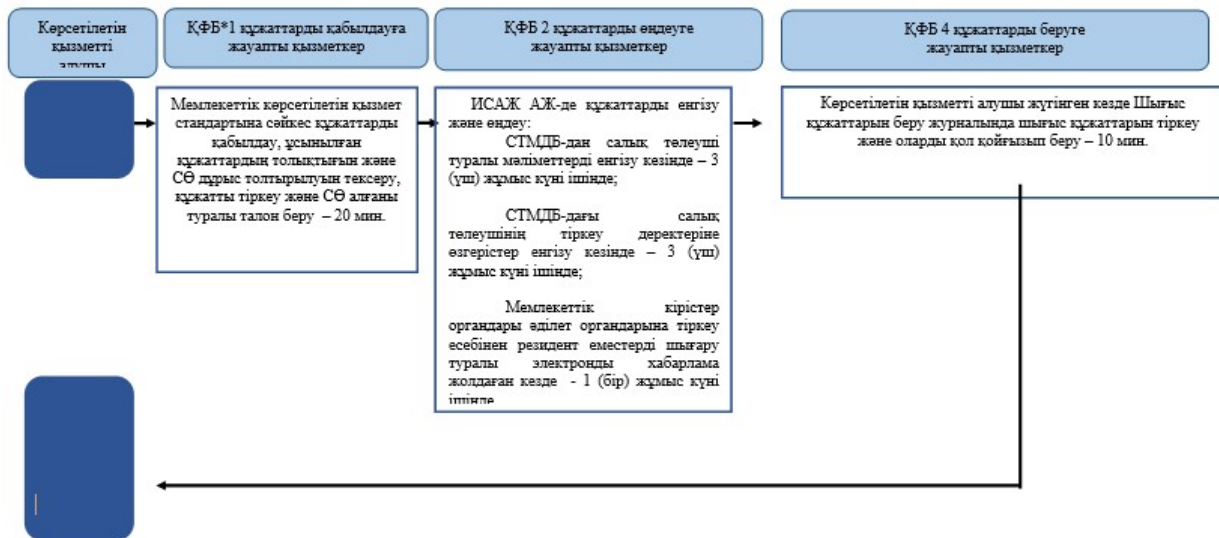 Көрсетілетін
қызметті
алушы
ҚФБ*1 құжаттарды қабылдауға
жауапты қызметкер
ҚФБ 2 құжаттарды өңдеуге
жауапты қызметкер
ҚФБ 4 құжаттарды беруге
жауапты қызметкер
Мемлекеттік көрсетілетін қызмет
стандартына сәйкес құжаттарды
қабылдау, ұсынылған
құжаттардың толықтығын және
СӨ дұрыс толтырылуын тексеру,
құжатты тіркеу және СӨ алғаны
туралы талон беру – 20 мин.
ИСАЖ АЖ-де құжаттарды енгізу
және өңдеу:
СТМДБ-дан салық төлеуші
туралы мәліметтерді енгізу кезінде – 3
(үш) жұмыс күні ішінде;
СТМДБ-дағы салық
төлеушінің тіркеу деректеріне
өзгерістер енгізу кезінде – 3 (үш)
жұмыс күні ішінде;
Мемлекеттік кірістер
органдары әділет органдарына тіркеу
есебінен резидент еместерді шығару
туралы электронды хабарлама
жолдаған кезде - 1 (бір) жұмыс күні
ішінде
Көрсетілетін қызметті алушы жүгінген кезде Шығыс
құжаттарын беру журналында шығыс құжаттарын тіркеу
және оларды қол қойғызып беру – 10 мин.